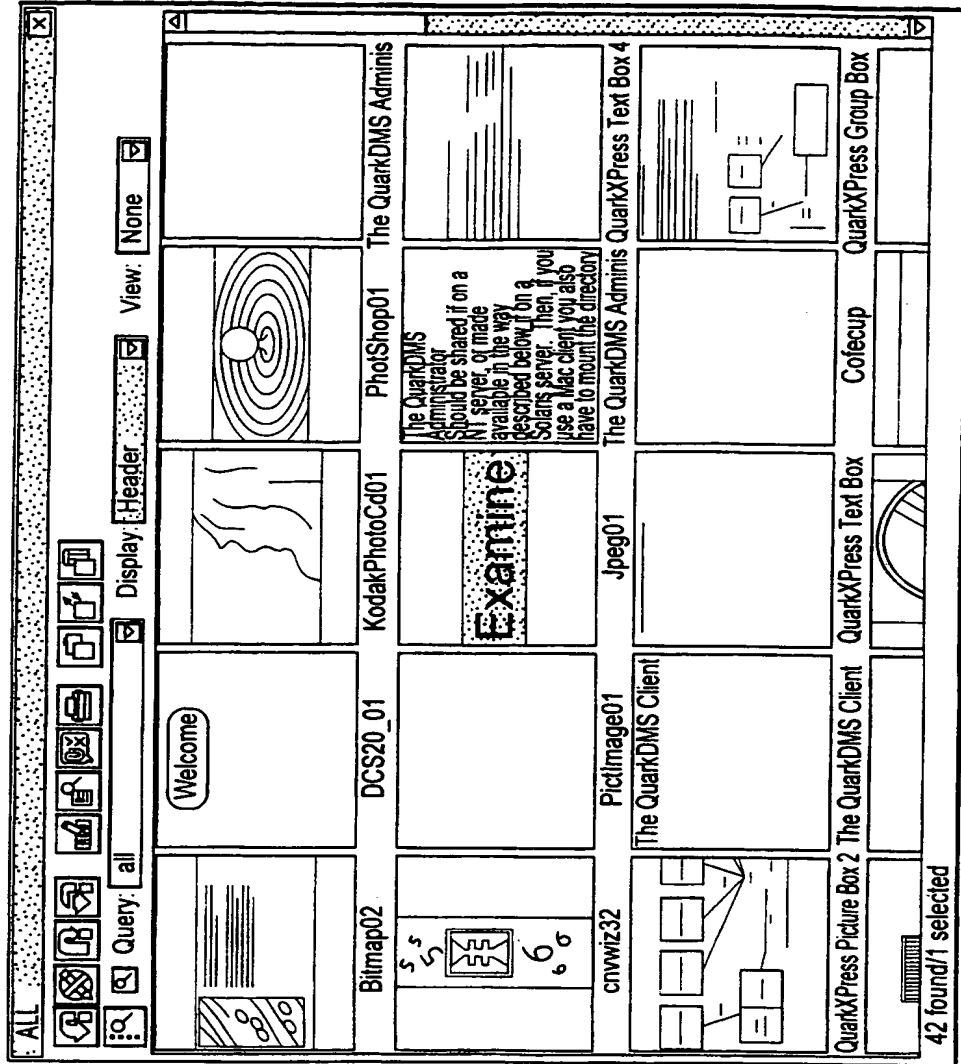 ALL
Query: all Display: Header View: None
Welcome
Bitmap02 DCS20_01 KodakPhotoCd01 PhotShop01 The QuarkDMS Adminis
Examine
The QuarkDMS
Administrator
Should be shared if on a
NT server, or made
available in the way
described below if on a
Solaris server. Then, if you
use a Mac client you also
have to mount the directory
cnvwiz32 PictImage01 Jpeg01 The QuarkDMS Adminis QuarkXPress Text Box 4
The QuarkDMS Client
QuarkXPress Picture Box 2 The QuarkDMS Client QuarkXPress Text Box Cofecup QuarkXPress Group Box
42 found/1 selected